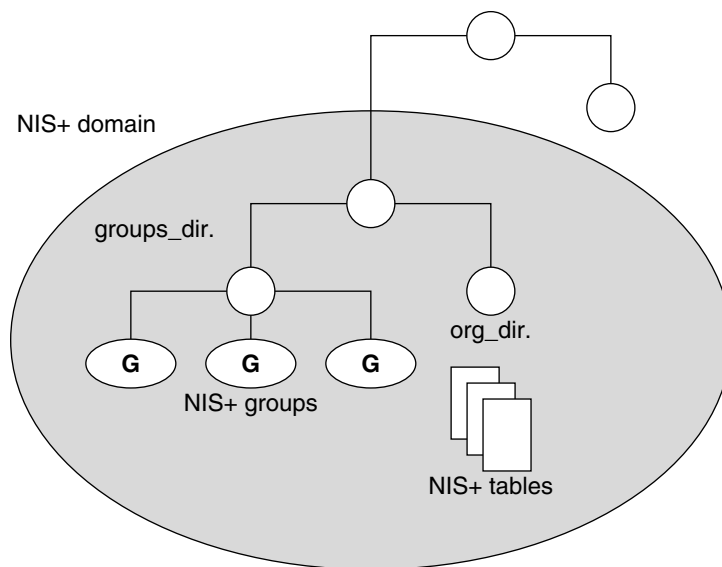 NIS+ domain
groups_dir.
org_dir.
G
G
G
NIS+ groups
NIS+ tables